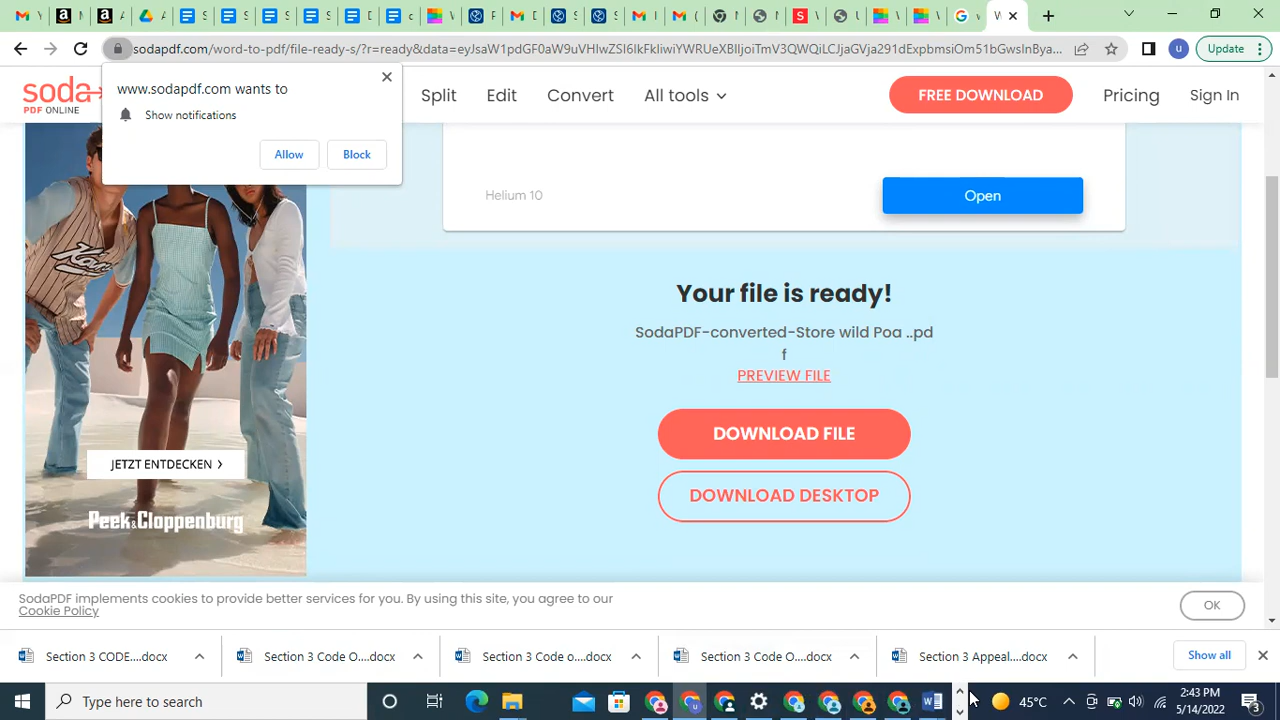 sodapdf.com/word-to-pdf/file-ready-s/?r=ready&data=eyJsaW1pdGF0aW9uVHlwZSI6IkFkIiwiYWRUeXBlIjoiTmV3QWQiLCJjaGVja291dExpbmsiOm51bGwsInBya...
Update
www.sodapdf.com wants to
Show notifications
Allow
Block
soda
PDF ONLINE
Split
Edit
Convert
All tools
FREE DOWNLOAD
Pricing
Sign In
Helium 10
Open
JETZT ENTDECKEN
Peek&Cloppenburg
Your file is ready!
SodaPDF-converted-Store wild Poa ..pd
f
PREVIEW FILE
DOWNLOAD FILE
DOWNLOAD DESKTOP
SodaPDF implements cookies to provide better services for you. By using this site, you agree to our
Cookie Policy
OK
Section 3 CODE....docx
Section 3 Code O....docx
Section 3 Code o....docx
Section 3 Code O....docx
Section 3 Appeal....docx
Show all
Type here to search
45°C
2:43 PM
5/14/2022
3